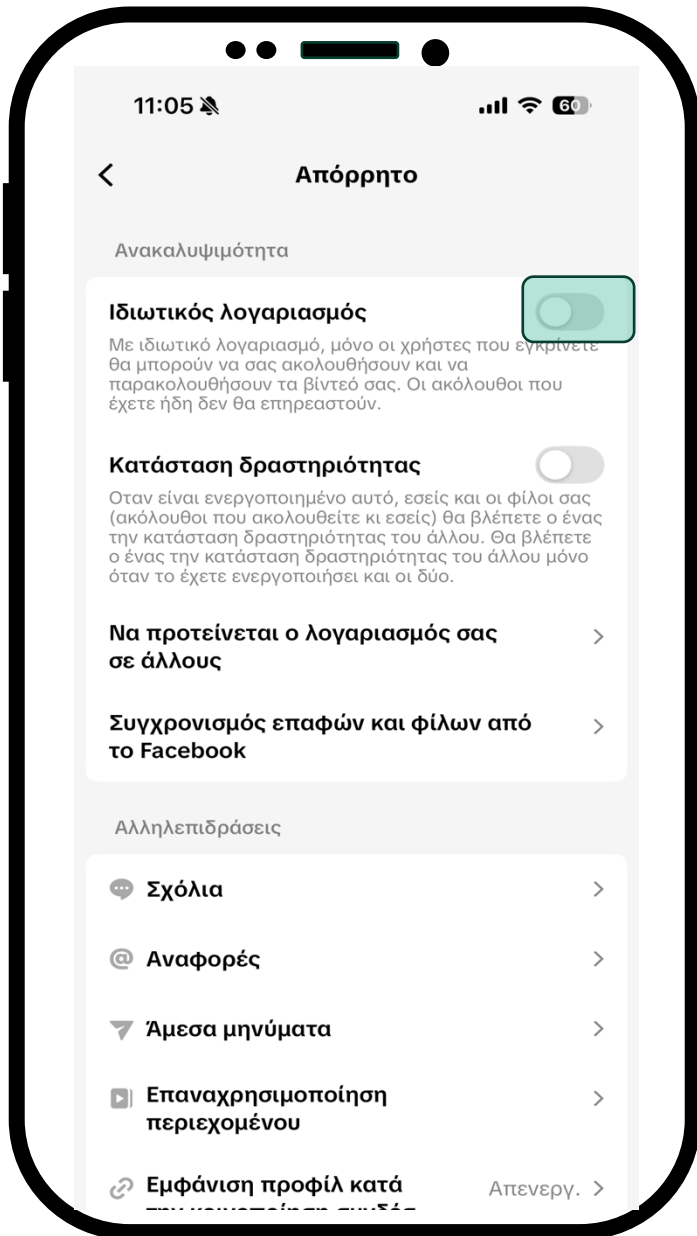 11:05
60
Απόρρητο
Ανακαλυψιμότητα
Ιδιωτικός λογαριασμός
Με ιδιωτικό λογαριασμό, μόνο οι χρήστες που εγκρίνετε
θα μπορούν να σας ακολουθήσουν και να
παρακολουθήσουν τα βίντεό σας. Οι ακόλουθοι που
έχετε ήδη δεν θα επηρεαστούν.
Κατάσταση δραστηριότητας
Όταν είναι ενεργοποιημένο αυτό, εσείς και οι φίλοι σας
(ακόλουθοι που ακολουθείτε κι εσείς) θα βλέπετε ο ένας
την κατάσταση δραστηριότητας του άλλου. Θα βλέπετε
ο ένας την κατάσταση δραστηριότητας του άλλου μόνο
όταν το έχετε ενεργοποιήσει και οι δύο.
Να προτείνεται ο λογαριασμός σας
σε άλλους
Συγχρονισμός επαφών και φίλων από
το Facebook
Αλληλεπιδράσεις
Σχόλια
Αναφορές
Άμεσα μηνύματα
Επαναχρησιμοποίηση
περιεχομένου
Εμφάνιση προφίλ κατά
Απενεργ.